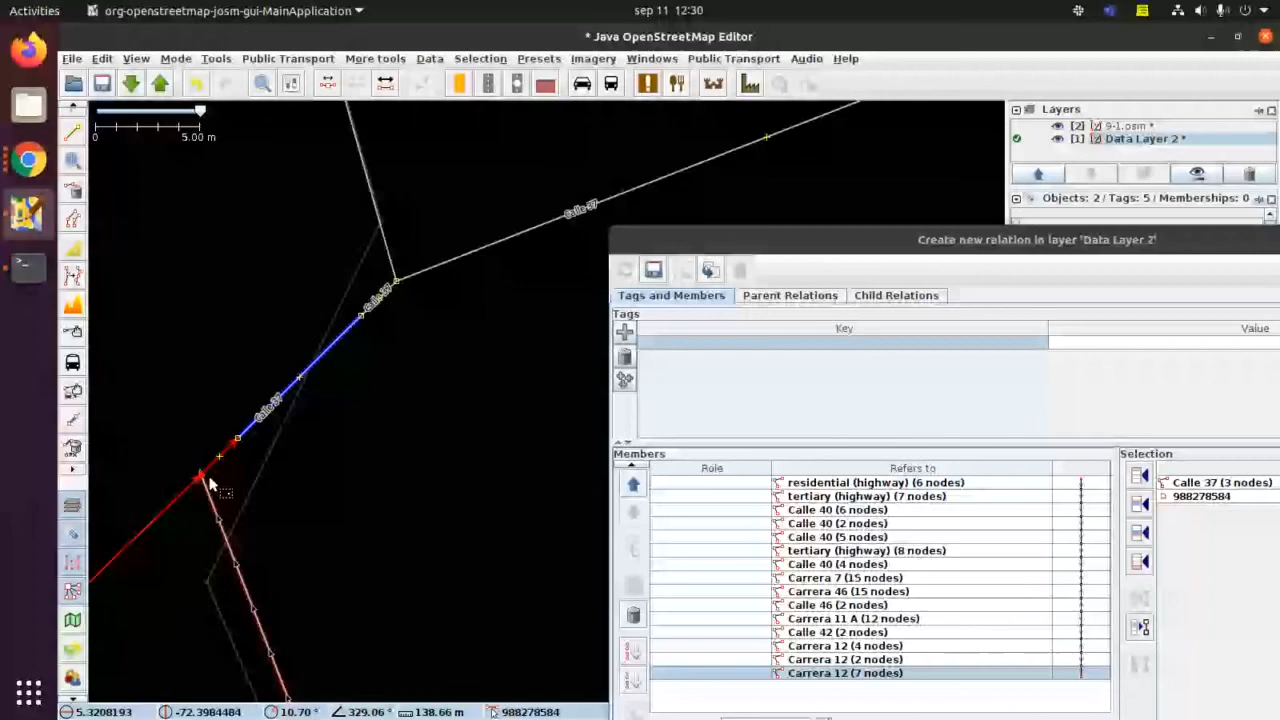 Activities org-openstreetmap-josm-gui-MainApplication sep 11 12:30
* Java OpenStreetMap Editor
File Edit View Mode Tools Public Transport More tools Data Selection Presets Imagery Windows Public Transport Audio Help
0 5.00 m
Layers
[2] 9-1.osm *
[1] Data Layer 2 *
Objects: 2 / Tags: 5 / Memberships: 0
Calle 37
Calle 37
Calle 37
Create new relation in layer 'Data Layer 2'
Tags and Members Parent Relations Child Relations
Tags
Key Value
Members Selection
Role Refers to
residential (highway) (6 nodes) Calle 37 (3 nodes)
tertiary (highway) (7 nodes) 988278584
Calle 40 (6 nodes)
Calle 40 (2 nodes)
Calle 40 (5 nodes)
tertiary (highway) (8 nodes)
Calle 40 (4 nodes)
Carrera 7 (15 nodes)
Carrera 46 (15 nodes)
Calle 46 (2 nodes)
Carrera 11 A (12 nodes)
Calle 42 (2 nodes)
Carrera 12 (4 nodes)
Carrera 12 (2 nodes)
Carrera 12 (7 nodes)
5.3208193 -72.3984484 10.70 ° 329.06 ° 138.66 m 988278584